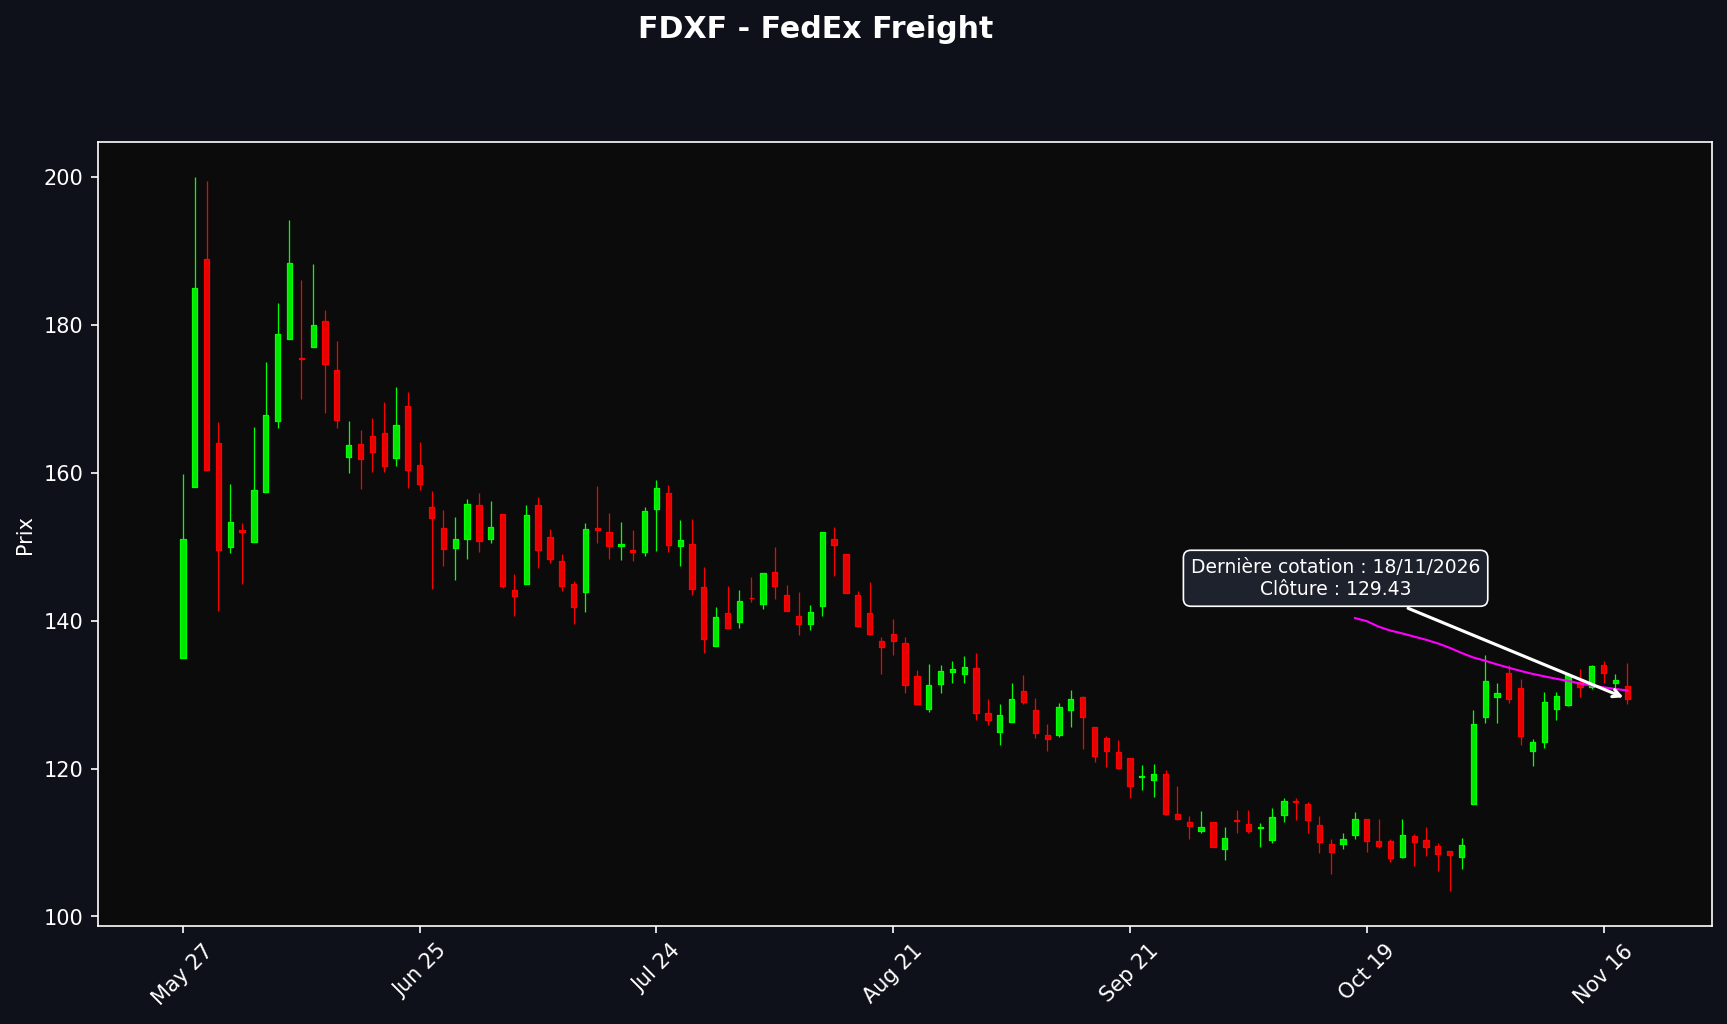 FDXF - FedEx Freight
200
180
160
140
120
100
Prix
Dernière cotation : 18/11/2026
Clôture : 129.43
May 27
Jun 25
Jul 24
Aug 21
Sep 21
Oct 19
Nov 16